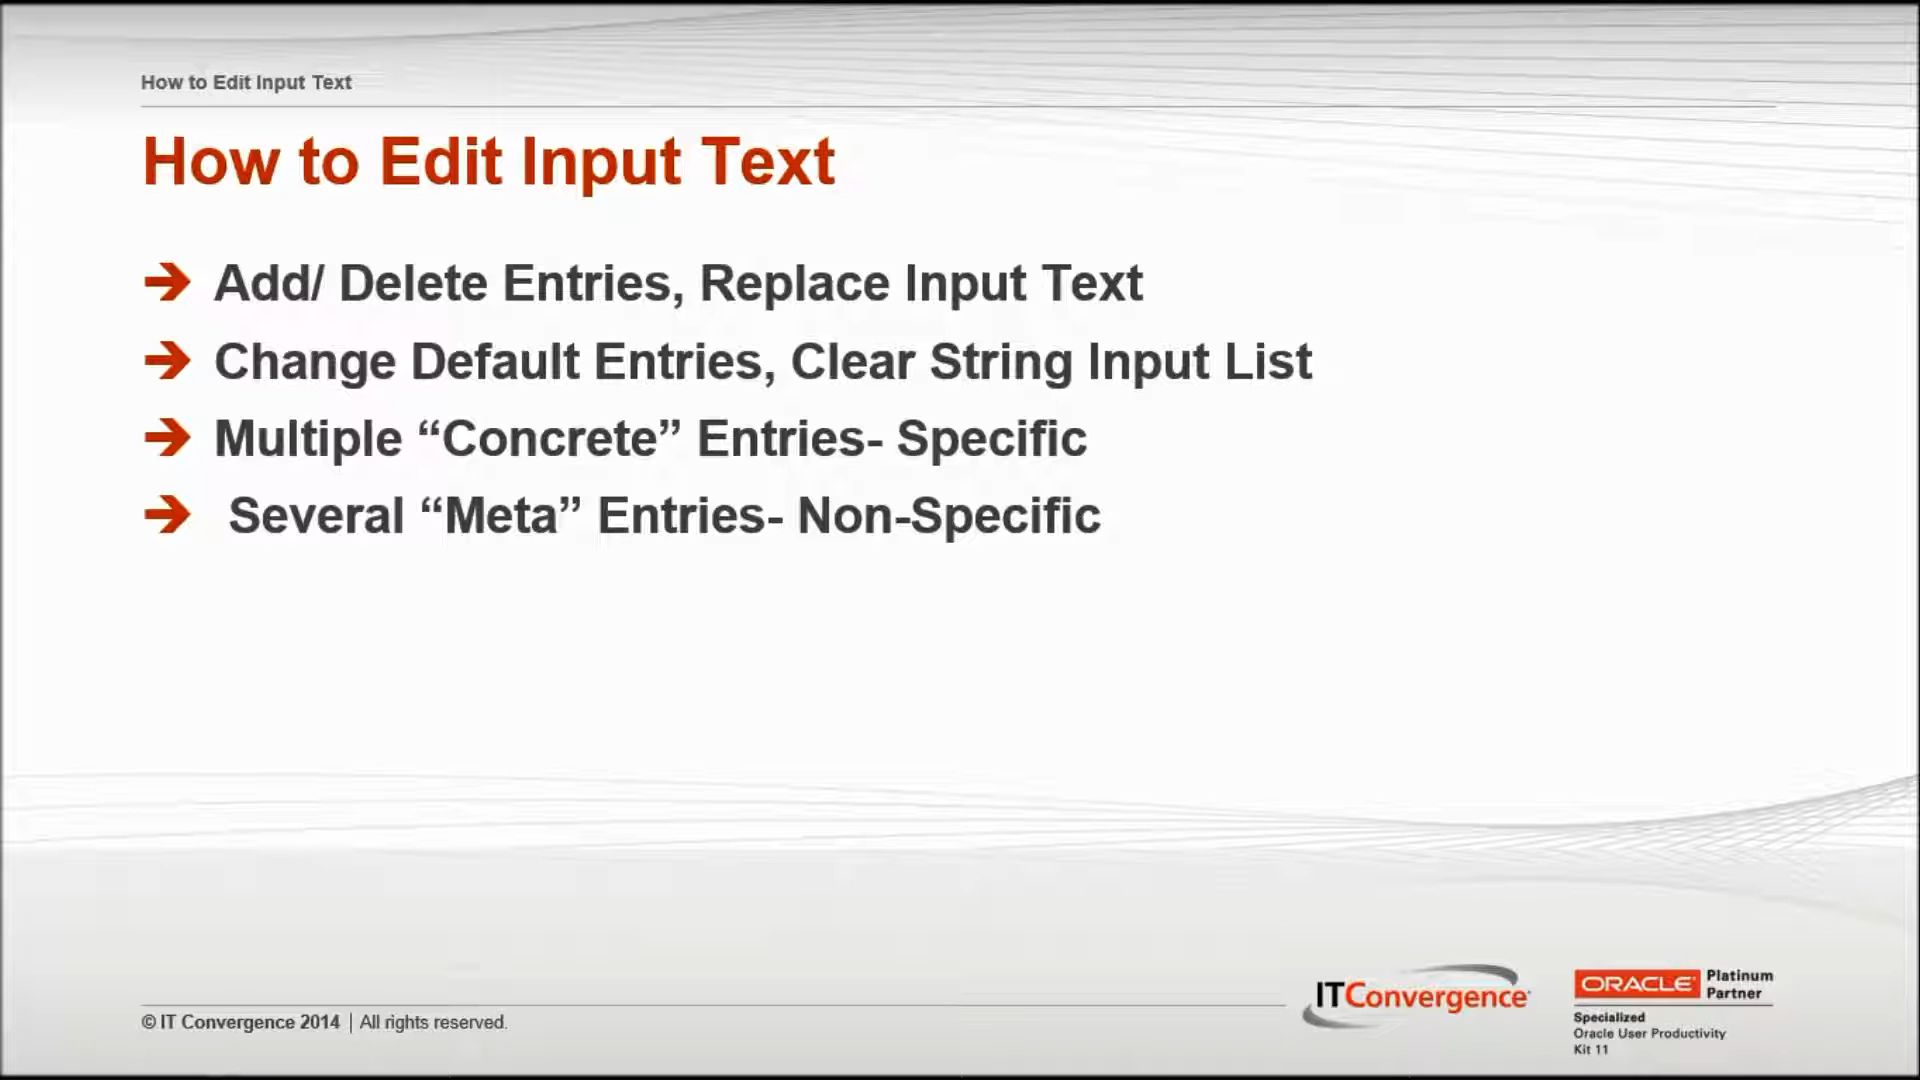 How to Edit Input Text
How to Edit Input Text
Add/ Delete Entries, Replace Input Text
Change Default Entries, Clear String Input List
Multiple “Concrete” Entries- Specific
Several “Meta” Entries- Non-Specific
© IT Convergence 2014 | All rights reserved.
ITConvergence
ORACLE Platinum
Partner
Specialized
Oracle User Productivity
Kit 11